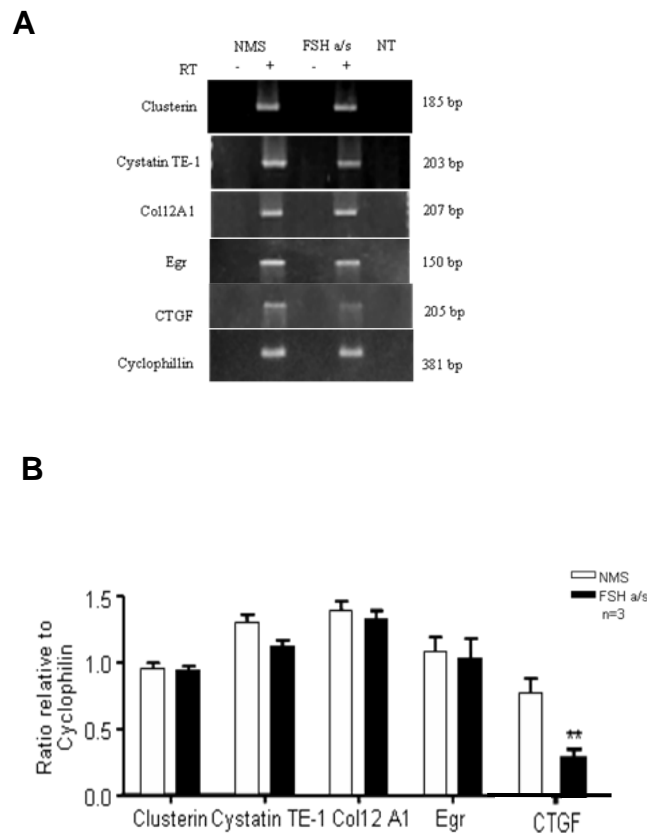 A
NMS FSH a/s NT
RT - + - +
Clusterin 185 bp
Cystatin TE-1 203 bp
Col12A1 207 bp
Egr 150 bp
CTGF 205 bp
Cyclophillin 381 bp
B
NMS
FSH a/s
n=3
Ratio relative to
Cyclophilin
1.5
1.0
0.5
0.0
**
Clusterin Cystatin TE-1 Col12 A1 Egr CTGF